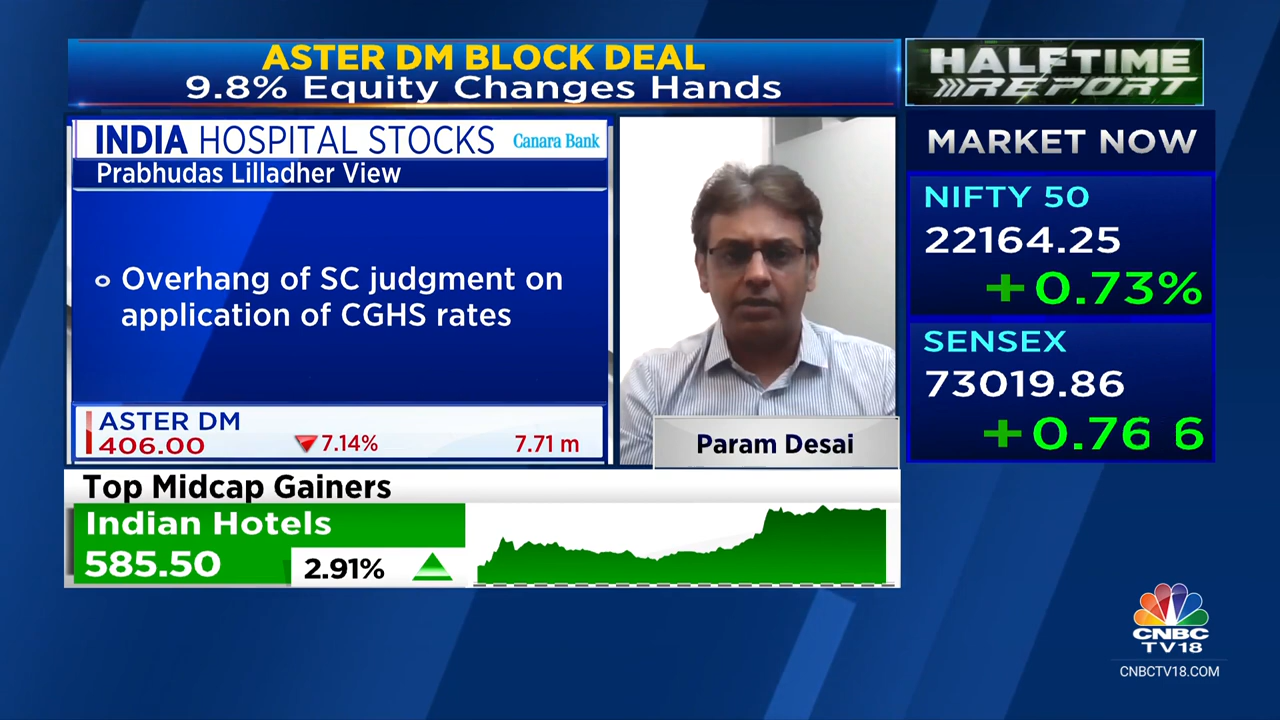 ASTER DM BLOCK DEAL
9.8% Equity Changes Hands
HALFTIME
REPORT
INDIA HOSPITAL STOCKS Canara Bank
Prabhudas Lilladher View
Overhang of SC judgment on
application of CGHS rates
ASTER DM
406.00 7.14% 7.71 m
Param Desai
MARKET NOW
NIFTY 50
22164.25
+0.73%
SENSEX
73019.86
+0.76 6
Top Midcap Gainers
Indian Hotels
585.50 2.91%
CNBC
TV18
CNBCTV18.COM